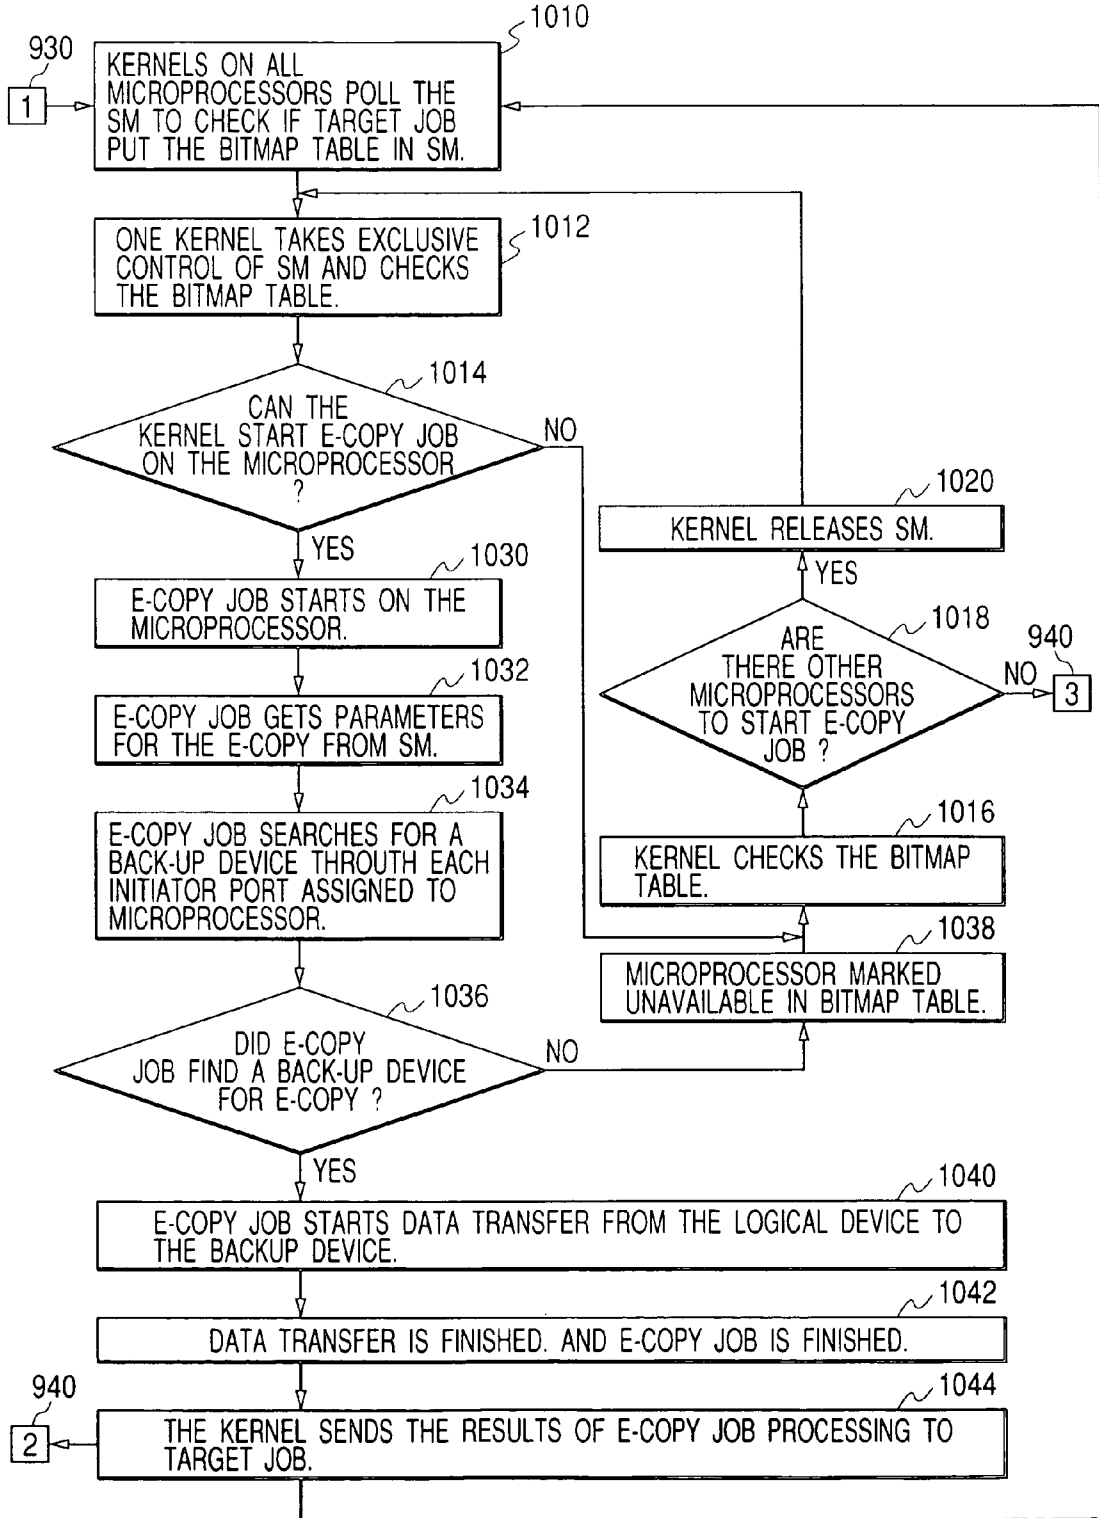 1010
930
1
KERNELS ON ALL
MICROPROCESSORS POLL THE
SM TO CHECK IF TARGET JOB
PUT THE BITMAP TABLE IN SM.
1012
ONE KERNEL TAKES EXCLUSIVE
CONTROL OF SM AND CHECKS
THE BITMAP TABLE.
1014
CAN THE
KERNEL START E-COPY JOB
ON THE MICROPROCESSOR
?
NO
YES
1020
KERNEL RELEASES SM.
YES
1030
E-COPY JOB STARTS ON THE
MICROPROCESSOR.
1018
ARE
THERE OTHER
MICROPROCESSORS
TO START E-COPY
JOB ?
NO
940
3
1032
E-COPY JOB GETS PARAMETERS
FOR THE E-COPY FROM SM.
1034
E-COPY JOB SEARCHES FOR A
BACK-UP DEVICE THROUTH EACH
INITIATOR PORT ASSIGNED TO
MICROPROCESSOR.
1016
KERNEL CHECKS THE BITMAP
TABLE.
1038
MICROPROCESSOR MARKED
UNAVAILABLE IN BITMAP TABLE.
1036
DID E-COPY
JOB FIND A BACK-UP DEVICE
FOR E-COPY ?
NO
YES
1040
E-COPY JOB STARTS DATA TRANSFER FROM THE LOGICAL DEVICE TO
THE BACKUP DEVICE.
1042
DATA TRANSFER IS FINISHED. AND E-COPY JOB IS FINISHED.
1044
940
2
THE KERNEL SENDS THE RESULTS OF E-COPY JOB PROCESSING TO
TARGET JOB.